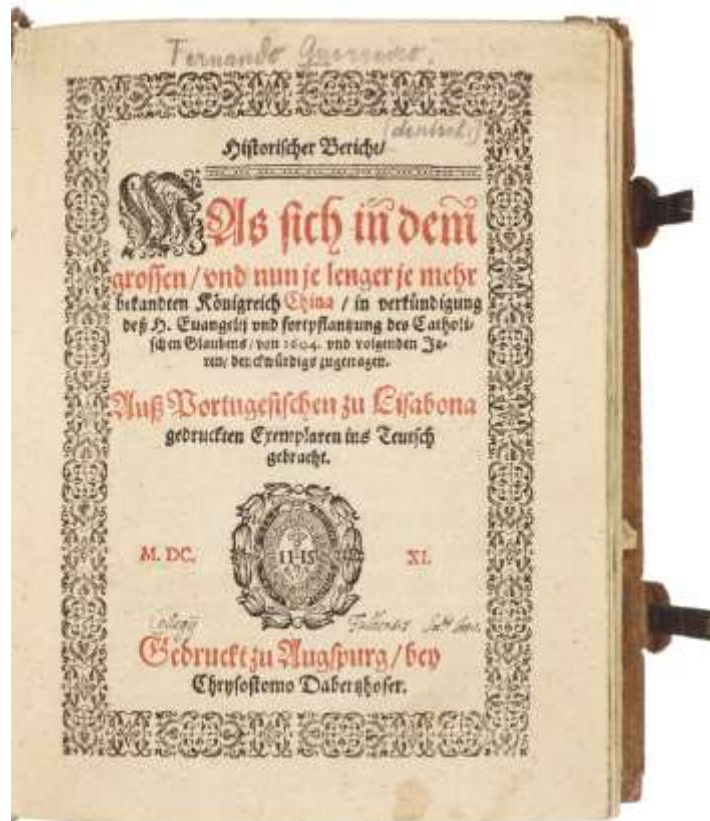 Fernando Guerreiro.
Historischer Bericht/
WAs sich in dem̃
grossen/ vnd nun je lenger je mehr
bekandten Königreich China / in verkündigung
deß H. Euangelij vnd fortpflantzung des Catholi-
schen Glaubens/ von 1604. vnd volgenden Ja-
ren/ denckwürdigs zugetragen.
Auß Portugesischen zu Lisabona
gedruckten Exemplaren ins Teutsch
gebracht.
M. DC.
XI.
Collegij
Gedruckt zu Augspurg/ bey
Chrysostomo Dabertzhofer.